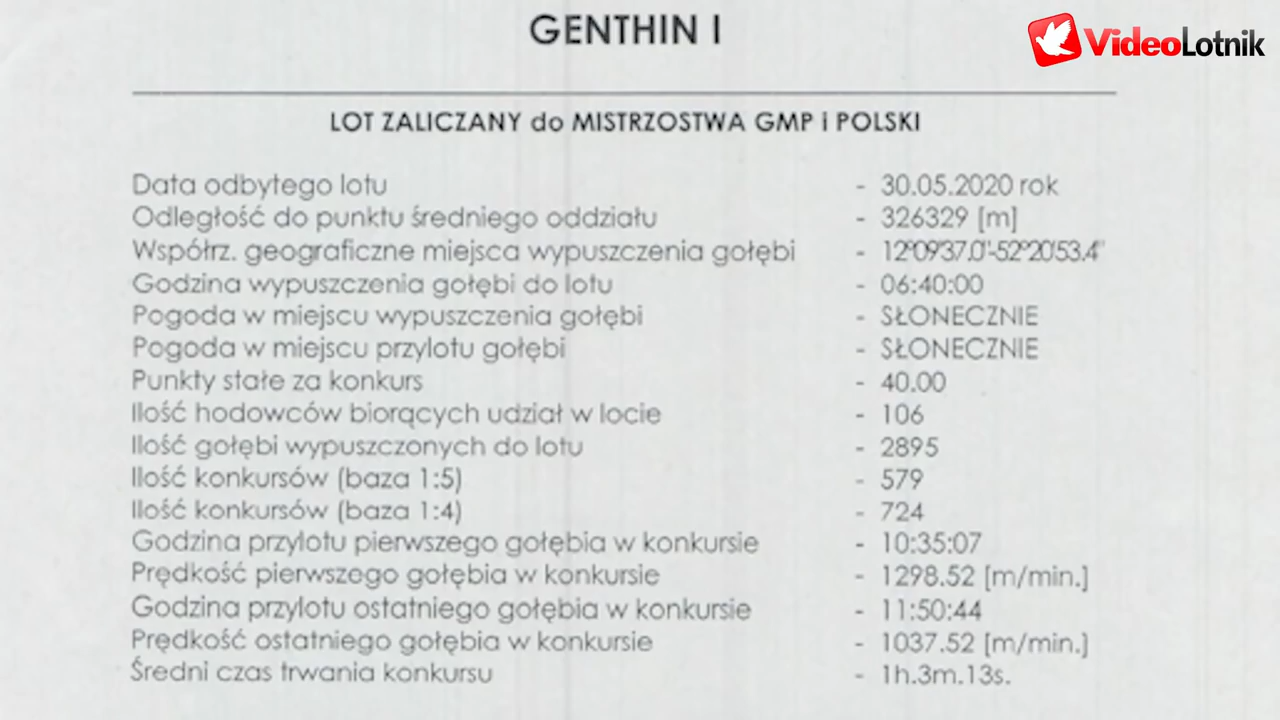 GENTHIN I
VideoLotnik
LOT ZALICZANY do MISTRZOSTWA GMP i POLSKI
Data odbytego lotu - 30.05.2020 rok
Odległość do punktu średniego oddziału - 326329 [m]
Współrz. geograficzne miejsca wypuszczenia gołębi - 12°09'37.0"-52°20'53.4"
Godzina wypuszczenia gołębi do lotu - 06:40:00
Pogoda w miejscu wypuszczenia gołębi - SŁONECZNIE
Pogoda w miejscu przylotu gołębi - SŁONECZNIE
Punkty stałe za konkurs - 40.00
Ilość hodowców biorących udział w locie - 106
Ilość gołębi wypuszczonych do lotu - 2895
Ilość konkursów (baza 1:5) - 579
Ilość konkursów (baza 1:4) - 724
Godzina przylotu pierwszego gołębia w konkursie - 10:35:07
Prędkość pierwszego gołębia w konkursie - 1298.52 [m/min.]
Godzina przylotu ostatniego gołębia w konkursie - 11:50:44
Prędkość ostatniego gołębia w konkursie - 1037.52 [m/min.]
Średni czas trwania konkursu - 1h.3m.13s.